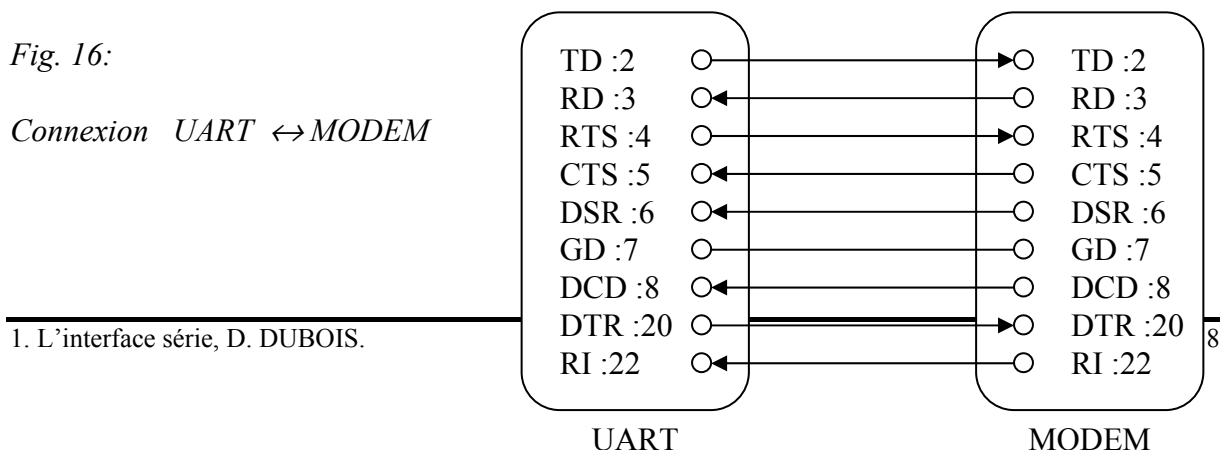 Fig. 16:
Connexion UART ↔ MODEM
TD :2
RD :3
RTS :4
CTS :5
DSR :6
GD :7
DCD :8
DTR :20
RI :22
UART
TD :2
RD :3
RTS :4
CTS :5
DSR :6
GD :7
DCD :8
DTR :20
RI :22
MODEM
1. L’interface série, D. DUBOIS.
8